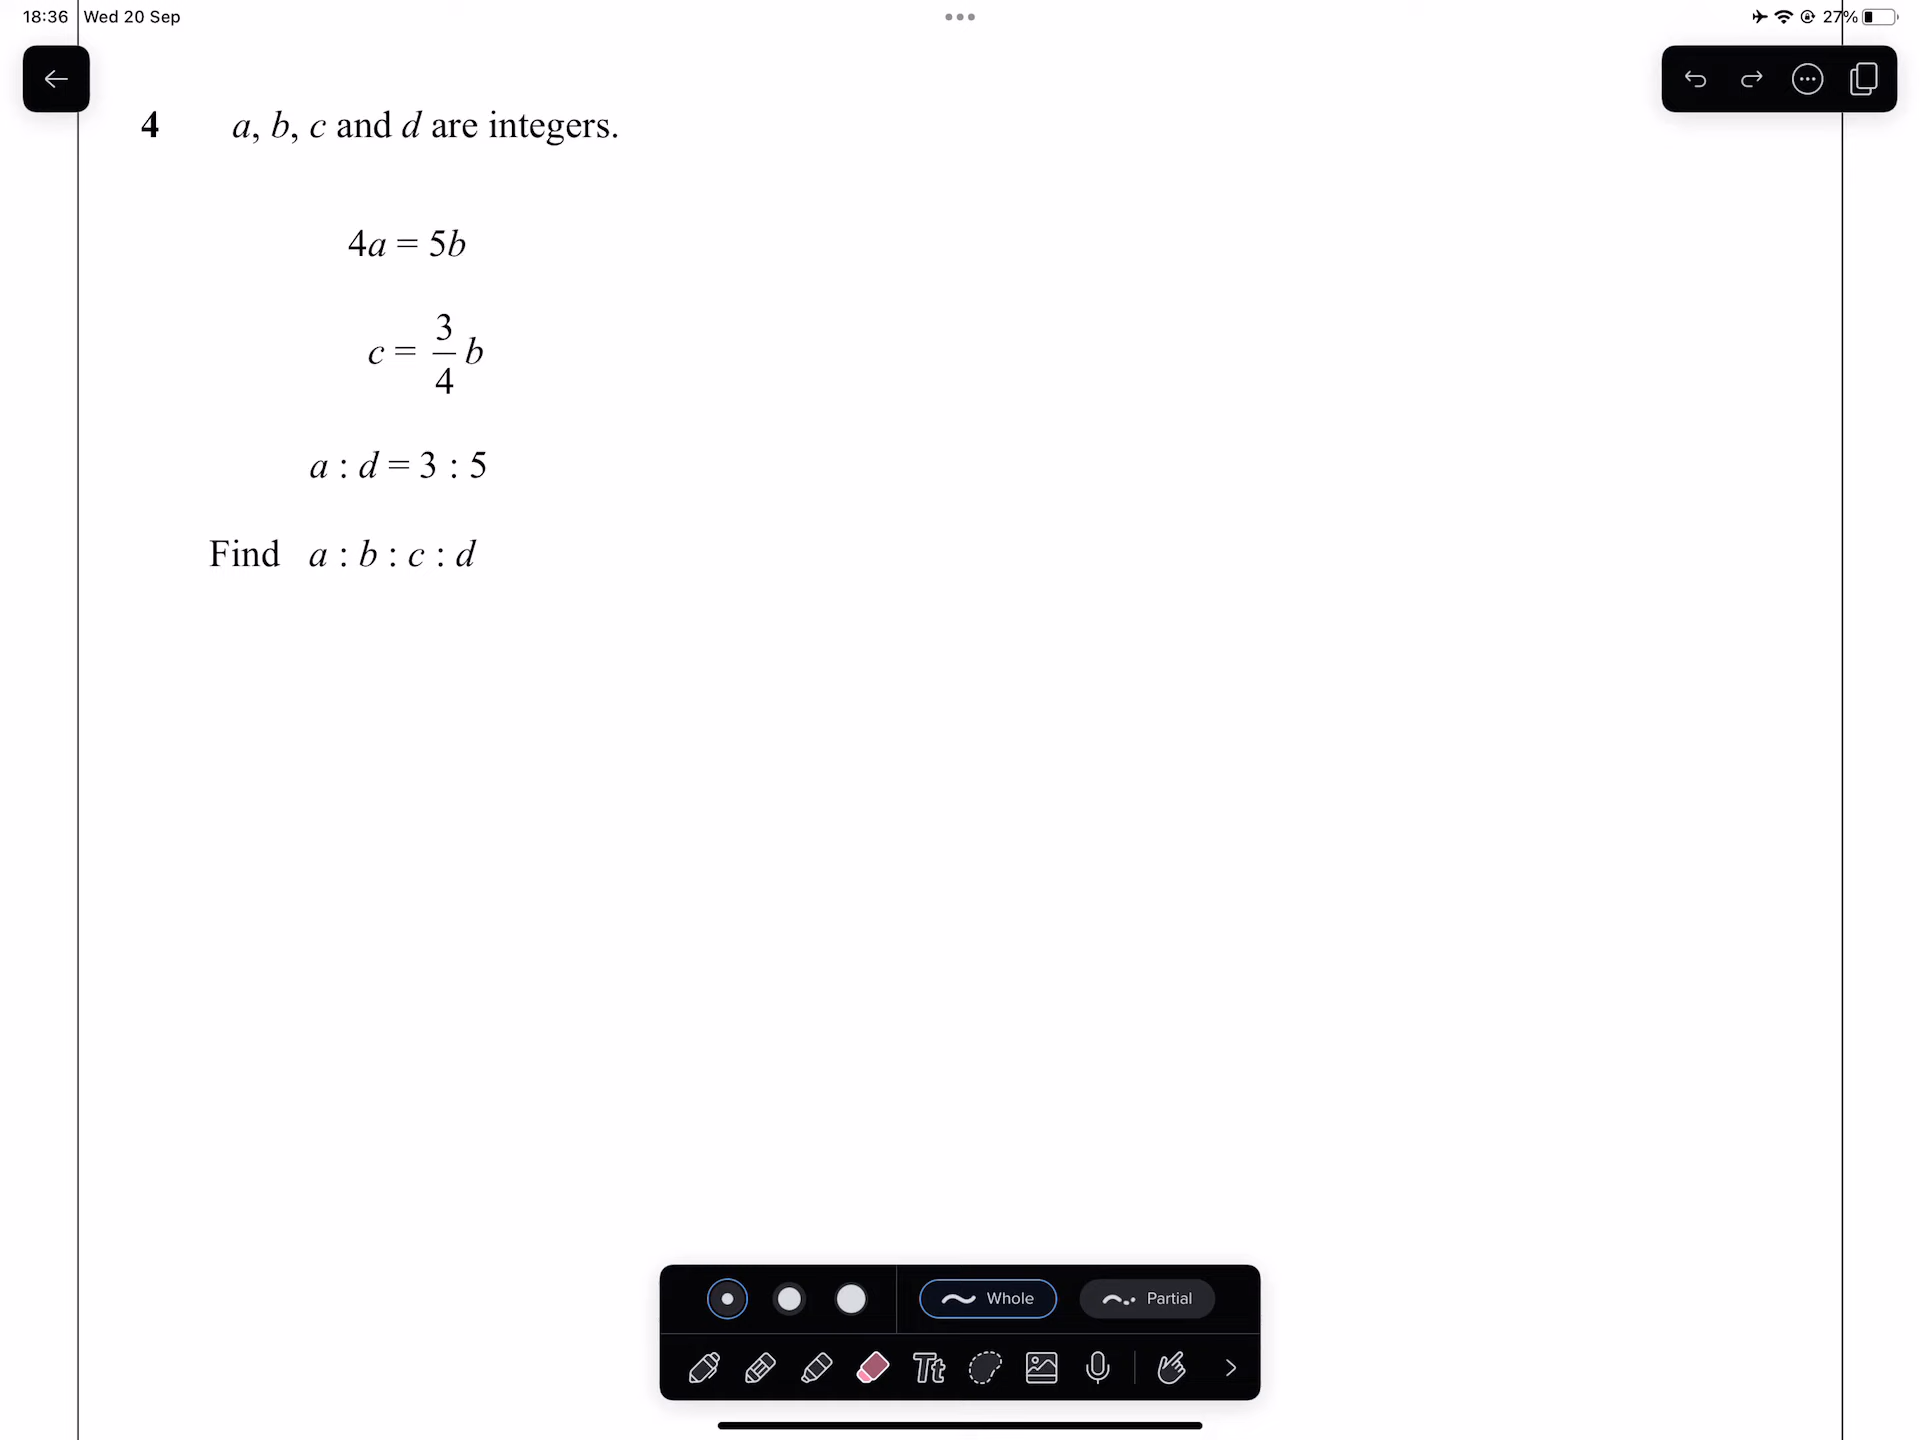 18:36 Wed 20 Sep 27%
4 a, b, c and d are integers.
4a = 5b
c = 3/4 b
a : d = 3 : 5
Find a : b : c : d
Whole Partial
Tt